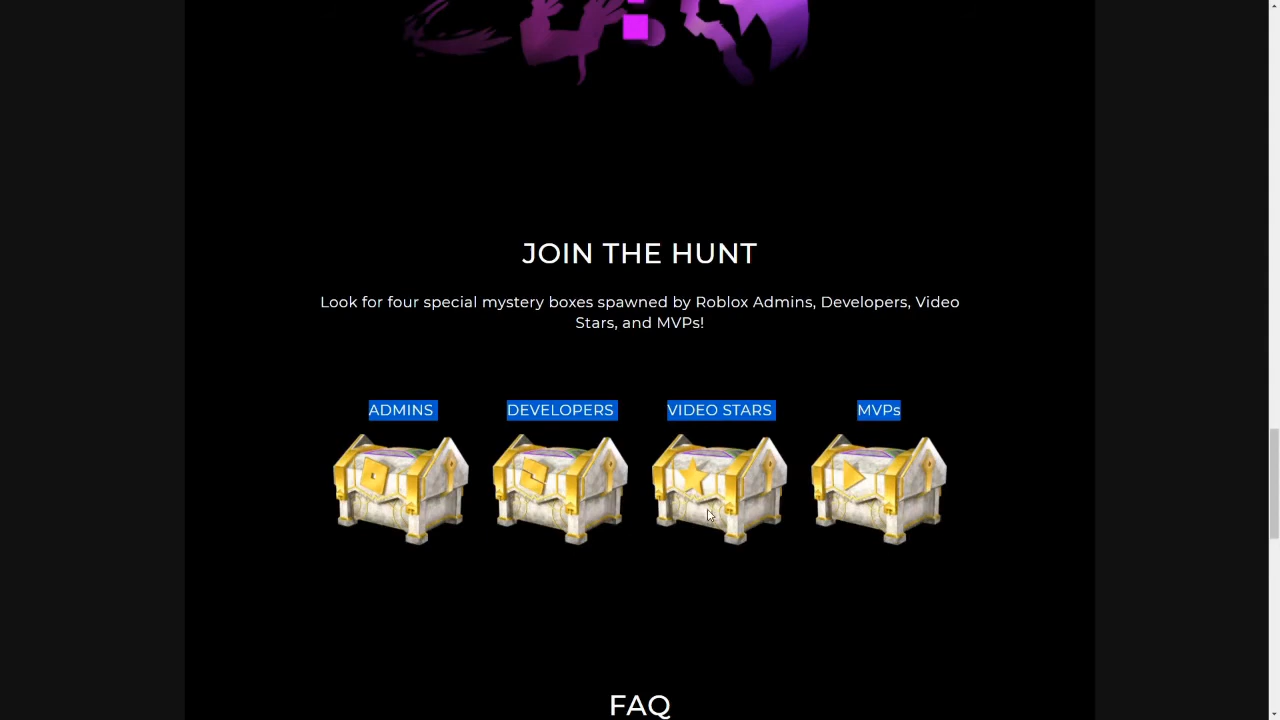 JOIN THE HUNT
Look for four special mystery boxes spawned by Roblox Admins, Developers, Video
Stars, and MVPs!
ADMINS DEVELOPERS VIDEO STARS MVPs
FAQ